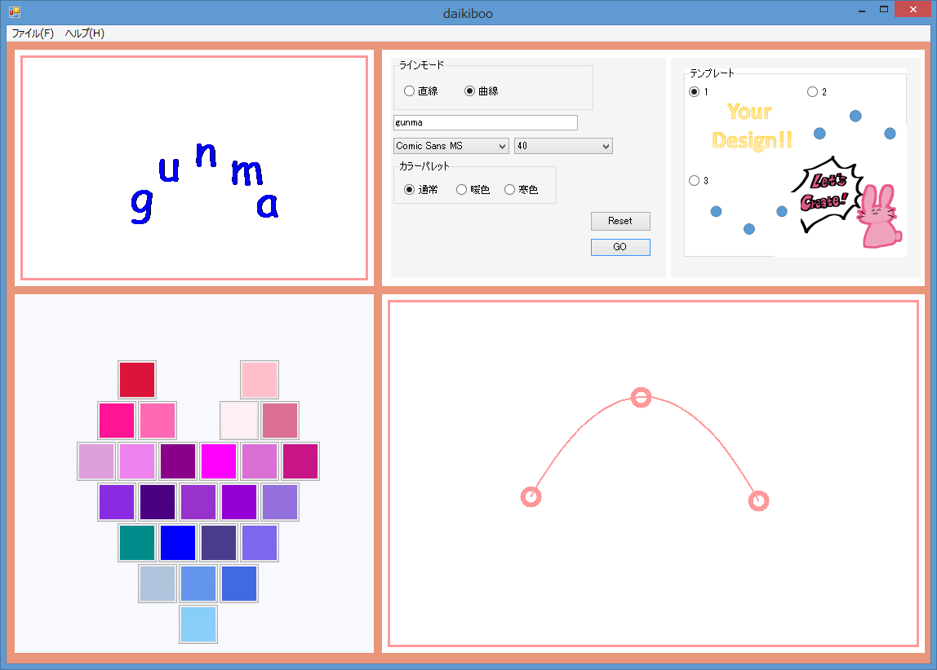 daikiboo
ファイル(F) ヘルプ(H)
gunma
ラインモード
直線 曲線
gunma
Comic Sans MS 40
カラーパレット
通常 暖色 寒色
Reset
GO
テンプレート
1 2
Your
Design!!
3
Let's
Create!